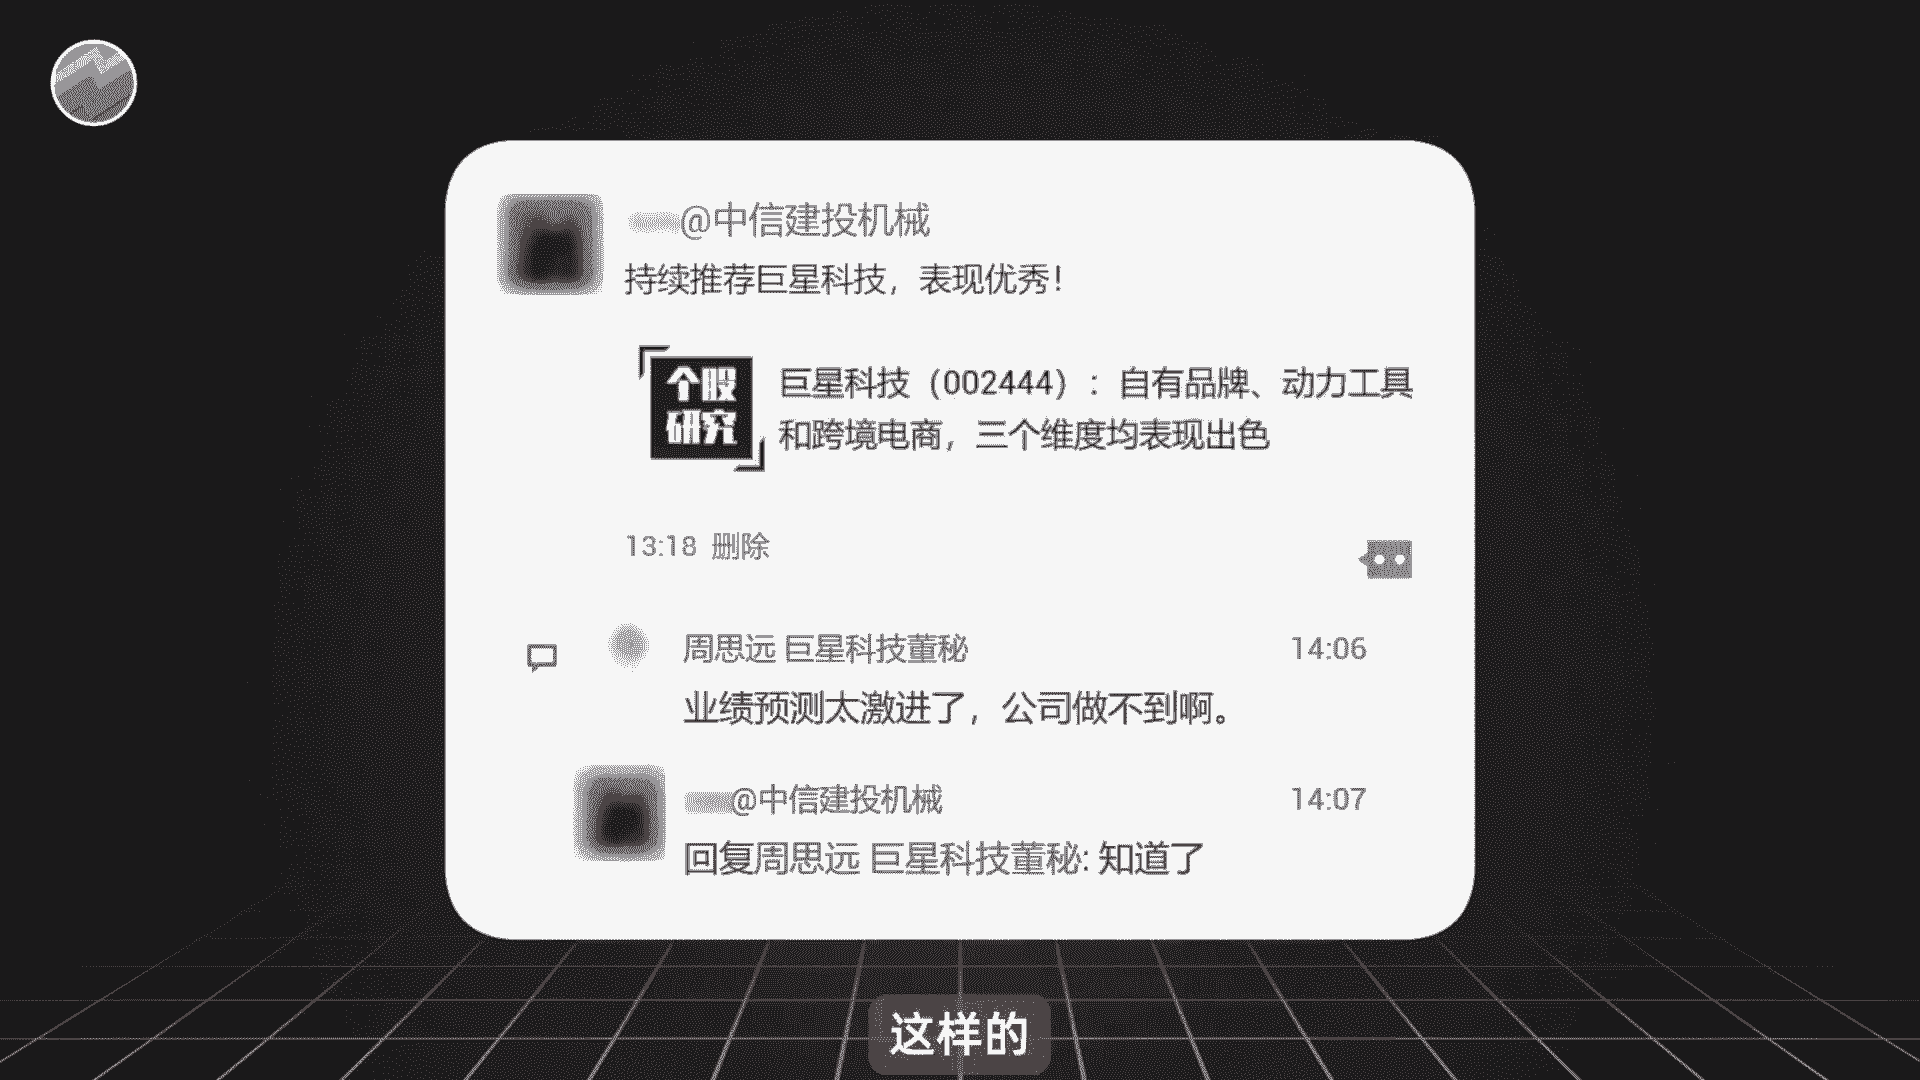 @中信建投机械
持续推荐巨星科技，表现优秀！
个股
研究
巨星科技（002444）：自有品牌、动力工具
和跨境电商，三个维度均表现出色
13:18 删除
周思远 巨星科技董秘 14:06
业绩预测太激进了，公司做不到啊。
@中信建投机械 14:07
回复周思远 巨星科技董秘: 知道了
这样的